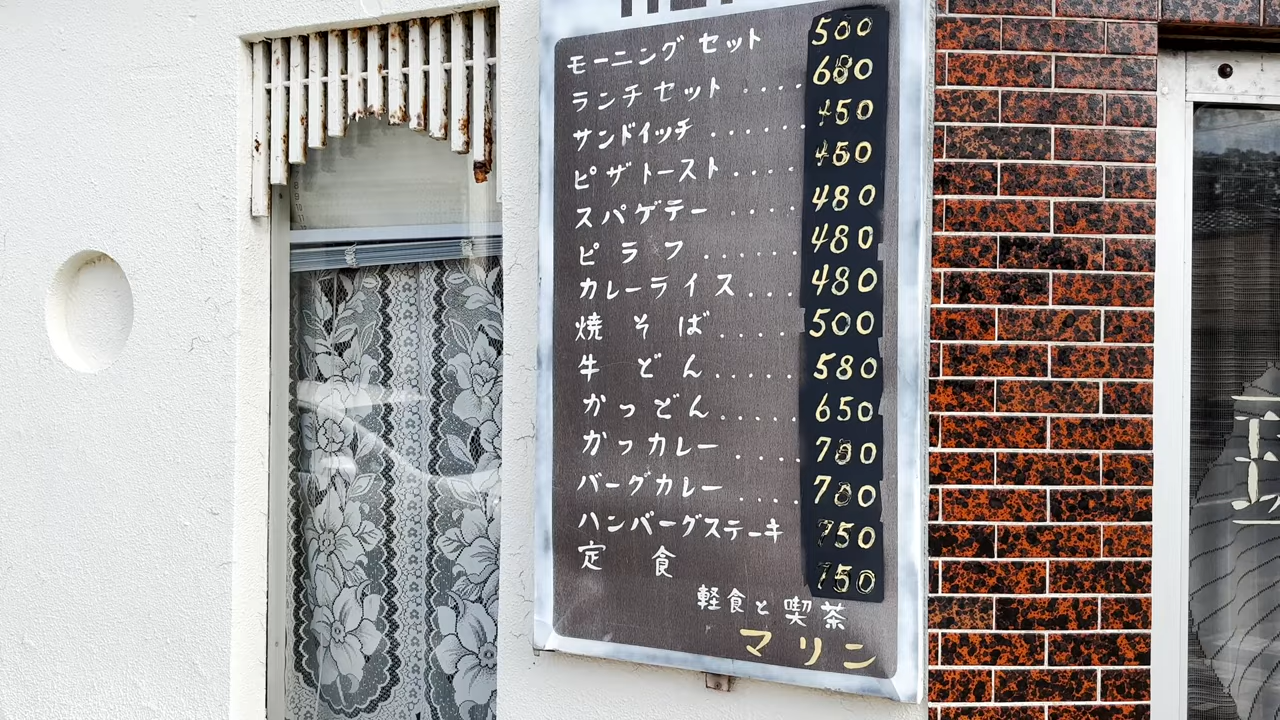 モーニング セット 500
ランチセット .... 680
サンドイッチ ...... 450
ピザトースト ..... 450
スパゲテー .... 480
ピラフ ...... 480
カレーライス ... 480
焼そば ..... 500
牛どん ..... 580
かつどん ..... 650
かつカレー ....
バーグカレー ....
ハンバーグステーキ 750
定食 750
軽食と喫茶
マリン